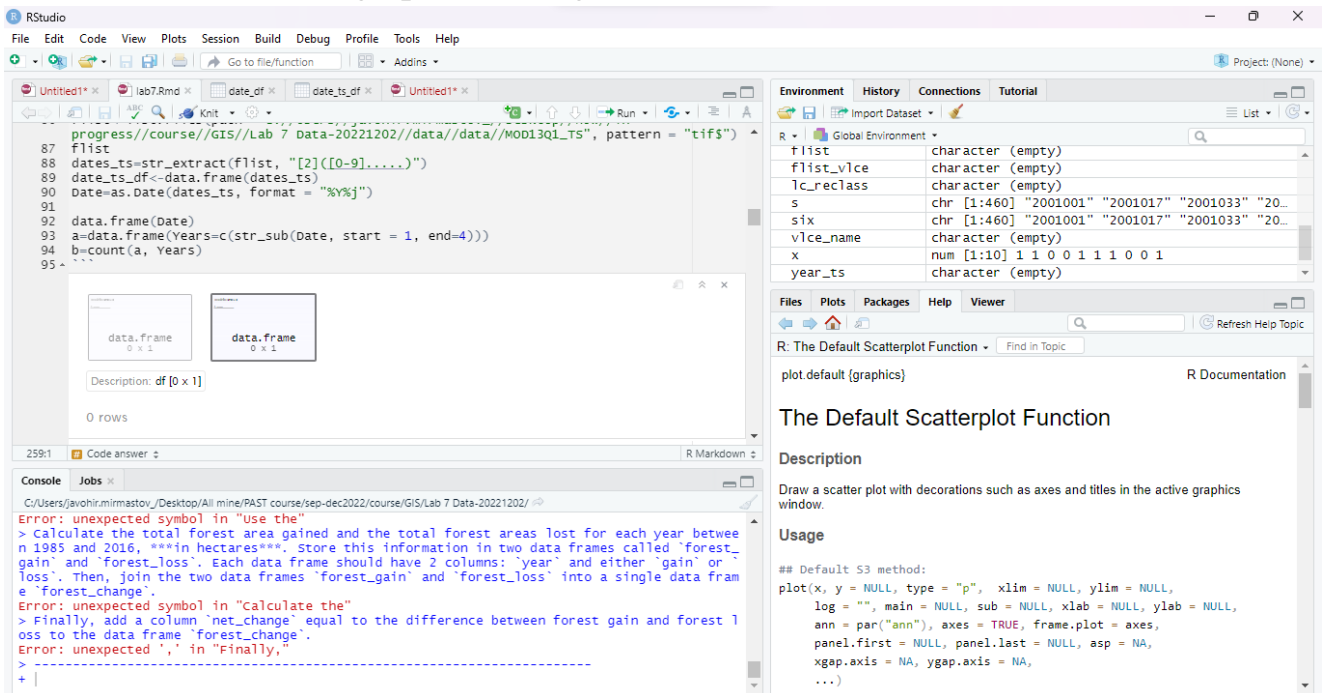 RStudio
File Edit Code View Plots Session Build Debug Profile Tools Help
Go to file/function Addins Project: (None)
Untitled1* lab7.Rmd date_df date_ts_df Untitled1*
Knit Run
progress//course//GIS//Lab 7 Data-20221202//data//data//MOD13Q1_TS", pattern = "tif$")
87 flist
88 dates_ts=str_extract(flist, "[2]([0-9].....)")
89 date_ts_df<-data.frame(dates_ts)
90 Date=as.Date(dates_ts, format = "%Y%j")
91
92 data.frame(Date)
93 a=data.frame(Years=c(str_sub(Date, start = 1, end=4)))
94 b=count(a, Years)
95 ```
data.frame
0 x 1
data.frame
0 x 1
Description: df [0 x 1]
0 rows
259:1 # Code answer R Markdown
Console Jobs
C:/Users/javohir.mirmastov_/Desktop/All mine/PAST course/sep-dec2022/course/GIS/Lab 7 Data-20221202/
Error: unexpected symbol in "Use the"
> Calculate the total forest area gained and the total forest areas lost for each year betwee
n 1985 and 2016, ***in hectares***. Store this information in two data frames called `forest_
gain` and `forest_loss`. Each data frame should have 2 columns: `year` and either `gain` or `
loss`. Then, join the two data frames `forest_gain` and `forest_loss` into a single data fram
e `forest_change`.
Error: unexpected symbol in "Calculate the"
> Finally, add a column `net_change` equal to the difference between forest gain and forest l
oss to the data frame `forest_change`.
Error: unexpected ',' in "Finally,"
> ------------------------------------------------------------------------
+
Environment History Connections Tutorial
Import Dataset List
R Global Environment
flist character (empty)
flist_vlce character (empty)
lc_reclass character (empty)
s chr [1:460] "2001001" "2001017" "2001033" "20…
six chr [1:460] "2001001" "2001017" "2001033" "20…
vlce_name character (empty)
x num [1:10] 1 1 0 0 1 1 1 0 0 1
year_ts character (empty)
Files Plots Packages Help Viewer
Refresh Help Topic
R: The Default Scatterplot Function Find in Topic
plot.default {graphics} R Documentation
The Default Scatterplot Function
Description
Draw a scatter plot with decorations such as axes and titles in the active graphics
window.
Usage
## Default S3 method:
plot(x, y = NULL, type = "p", xlim = NULL, ylim = NULL,
log = "", main = NULL, sub = NULL, xlab = NULL, ylab = NULL,
ann = par("ann"), axes = TRUE, frame.plot = axes,
panel.first = NULL, panel.last = NULL, asp = NA,
xgap.axis = NA, ygap.axis = NA,
...)